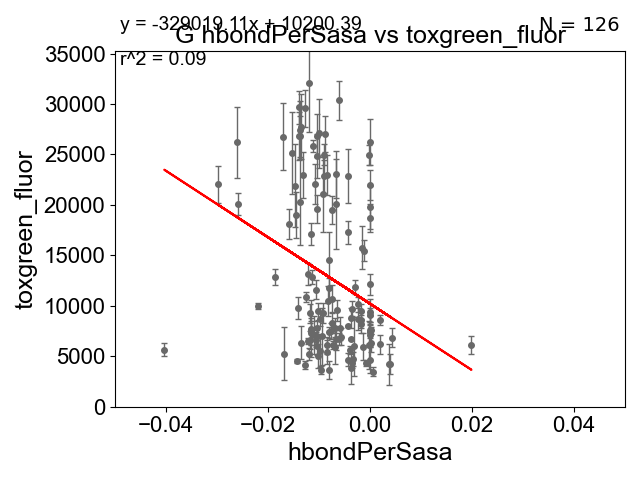 y = -329019.11x + 10200.39
N = 126
G hbondPerSasa vs toxgreen_fluor
r^2 = 0.09
35000
30000
25000
20000
15000
10000
5000
0
toxgreen_fluor
−0.04
−0.02
0.00
0.02
0.04
hbondPerSasa